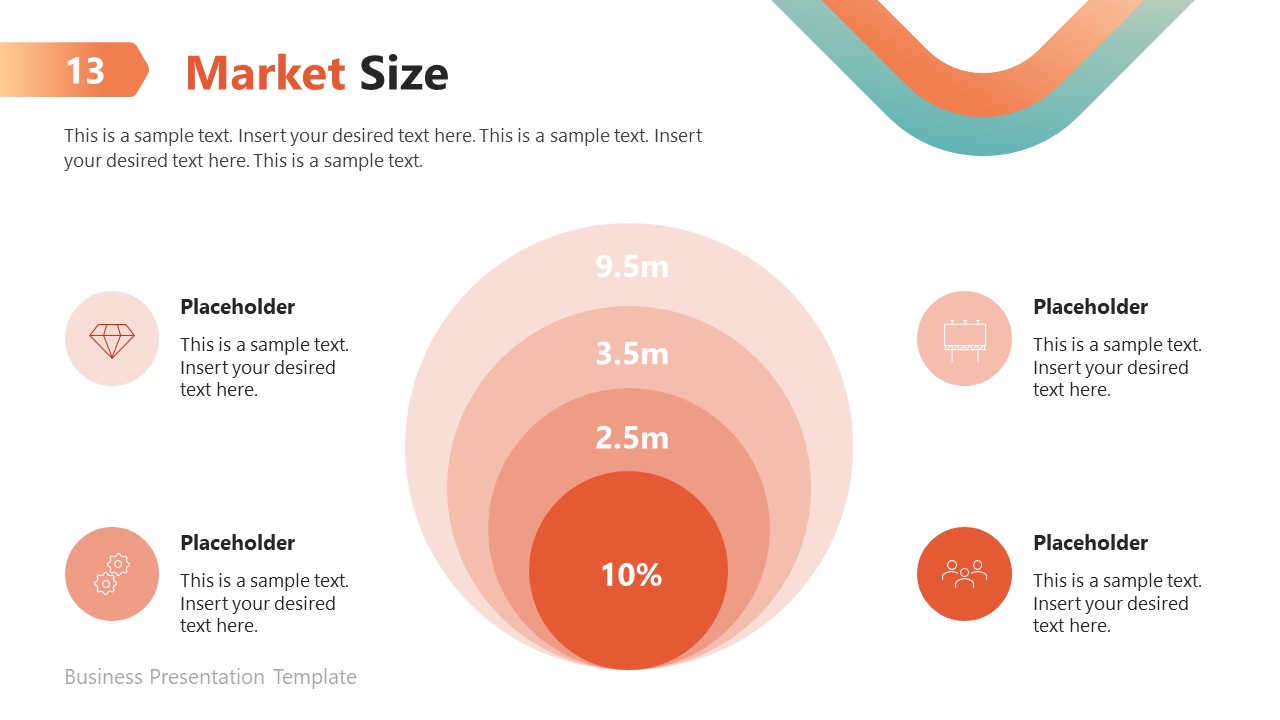 13
Market Size
This is a sample text. Insert your desired text here. This is a sample text. Insert
your desired text here. This is a sample text.
Placeholder
This is a sample text.
Insert your desired
text here.
Placeholder
This is a sample text.
Insert your desired
text here.
9.5m
3.5m
2.5m
10%
Placeholder
This is a sample text.
Insert your desired
text here.
Placeholder
This is a sample text.
Insert your desired
text here.
Business Presentation Template